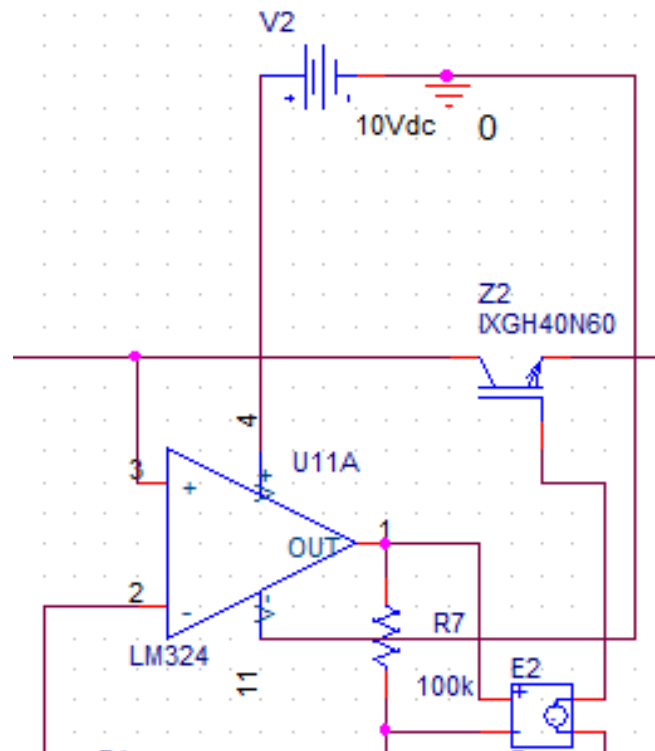 V2
+
-
10Vdc
0
Z2
IXGH40N60
4
3
+
V+
U11A
OUT
1
2
-
V-
LM324
11
R7
100k
E2
+
-